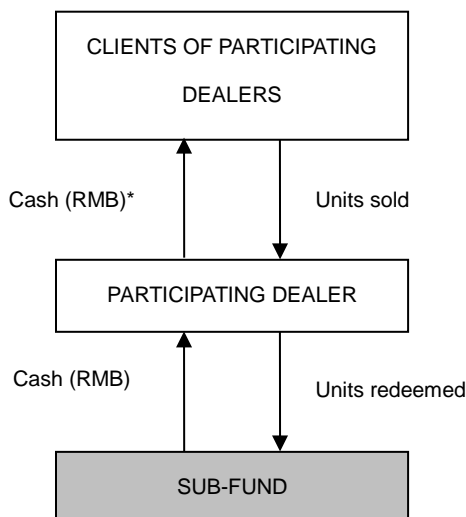 CLIENTS OF PARTICIPATING
DEALERS
Cash (RMB)*
Units sold
PARTICIPATING DEALER
Cash (RMB)
Units redeemed
SUB-FUND